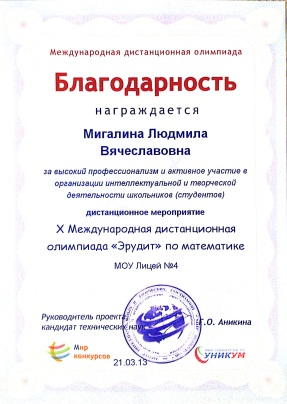 Международная дистанционная олимпиада
Благодарность
награждается
Мигалина Людмила
Вячеславовна
за высокий профессионализм и активное участие в
организации интеллектуальной и творческой
деятельности школьников (студентов)
дистанционное мероприятие
X Международная дистанционная
олимпиада «Эрудит» по математике
МОУ Лицей №4
Руководитель проекта,
кандидат технических наук
Г.О. Аникина
Мир
конкурсов
УНИКУМ
21.03.13